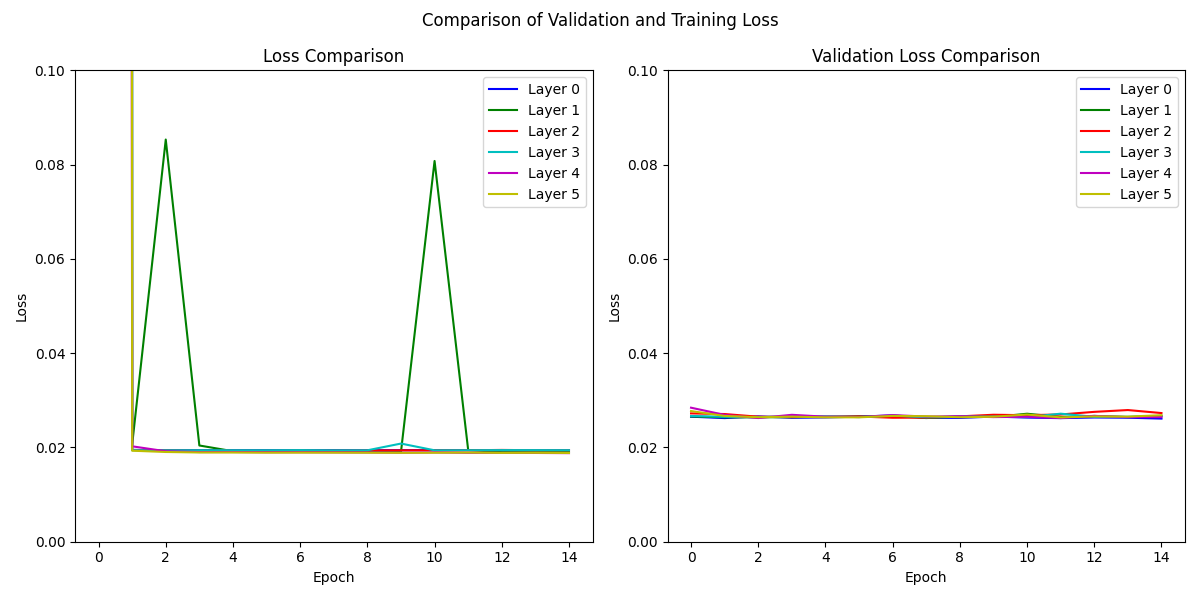 Comparison of Validation and Training Loss
Loss Comparison
0.10
0.08
0.06
0.04
0.02
0.00
Loss
0 2 4 6 8 10 12 14
Epoch
Layer 0
Layer 1
Layer 2
Layer 3
Layer 4
Layer 5
Validation Loss Comparison
0.10
0.08
0.06
0.04
0.02
0.00
Loss
0 2 4 6 8 10 12 14
Epoch
Layer 0
Layer 1
Layer 2
Layer 3
Layer 4
Layer 5